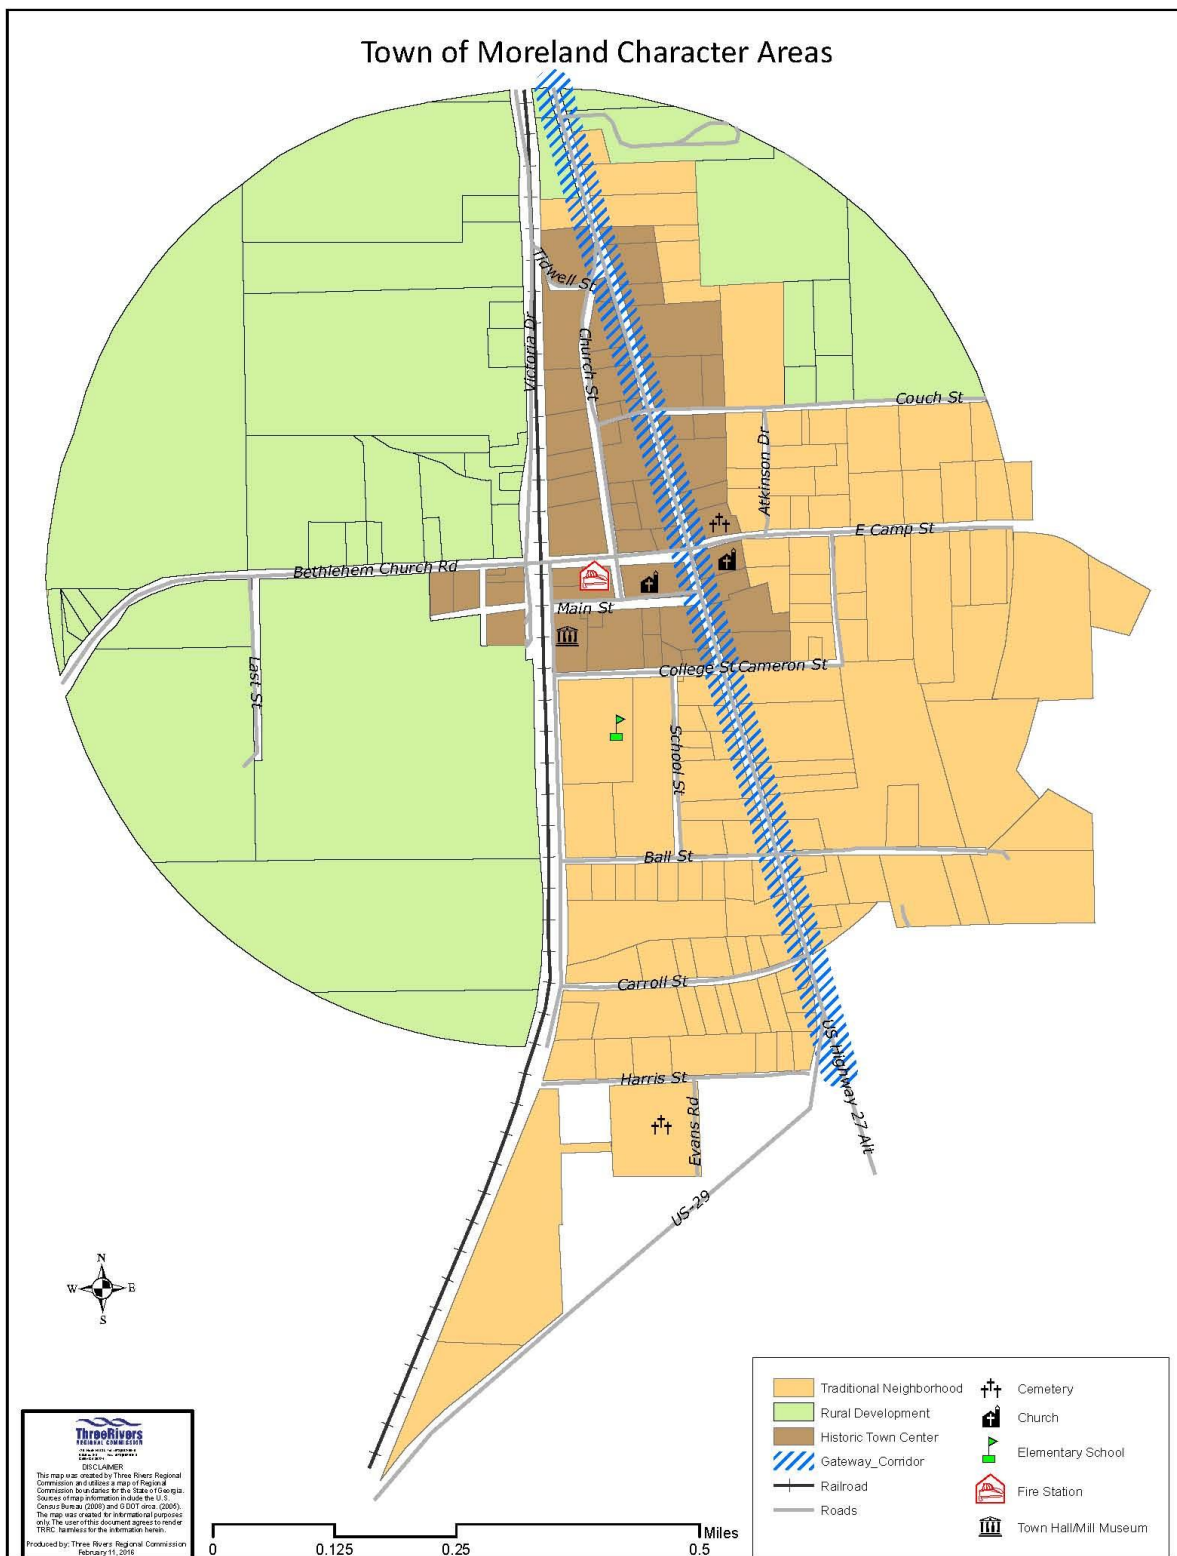 Town of Moreland Character Areas
Tidwell St
Victoria Dr
Church St
Couch St
Atkinson Dr
E Camp St
Bethlehem Church Rd
Main St
Last St
College St
Cameron St
School St
Ball St
Carroll St
US Highway 27 Alt
Harris St
Evans Rd
US-29
N
W
E
S
Traditional Neighborhood
Rural Development
Historic Town Center
Gateway_Corridor
Railroad
Roads
Cemetery
Church
Elementary School
Fire Station
Town Hall/Mill Museum
ThreeRivers
REGIONAL COMMISSION
DISCLAIMER
This map was created by Three Rivers Regional
Commission and utilizes a map of Regional
Commission boundaries for the State of Georgia.
Sources of map information include the U.S.
Census Bureau (2008) and GDOT circa. (2006).
The map was created for informational purposes
only. The user of this document agrees to render
TRRC. harmless for the information herein.
Produced by: Three Rivers Regional Commission
February 11, 2016
Miles
0
0.125
0.25
0.5